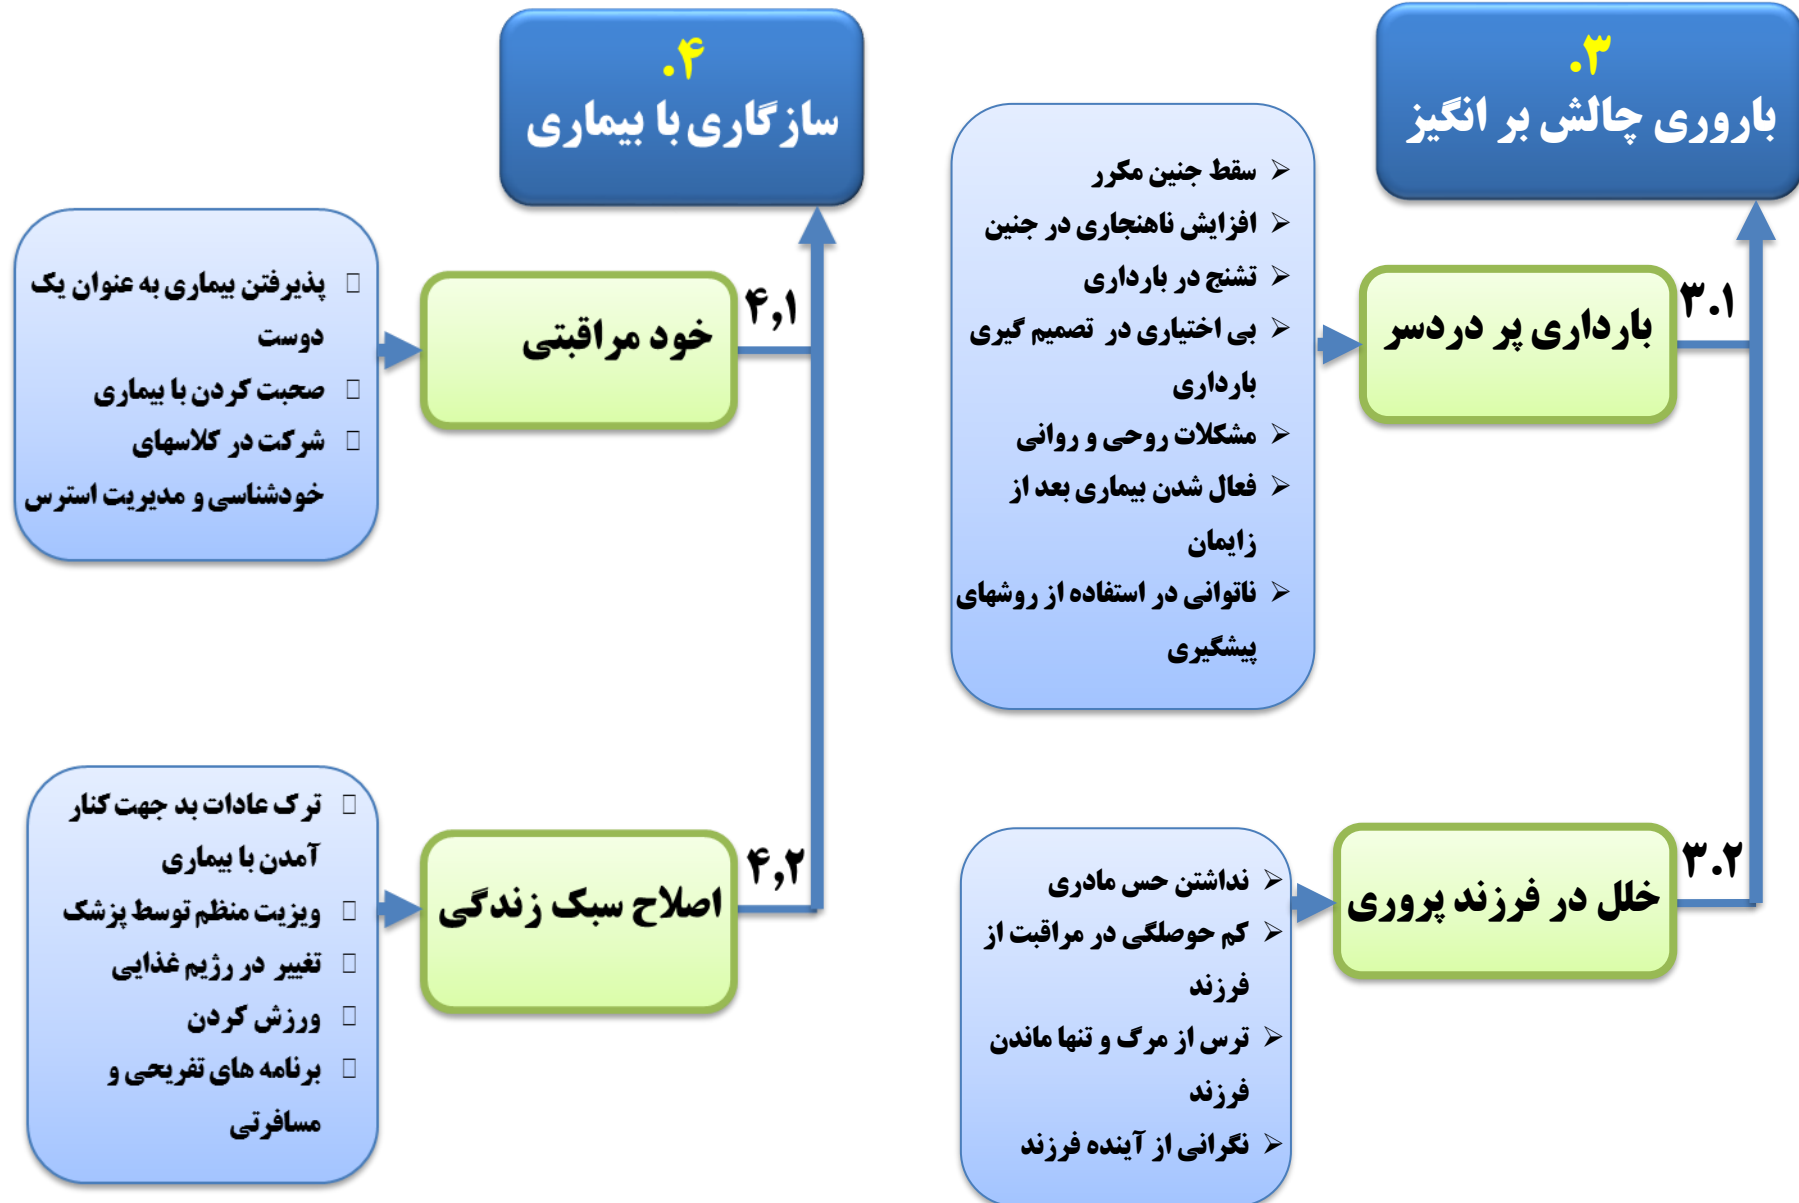 ۳.
باروری چالش بر انگیز
۳.۱
بارداری پر دردسر
⮚ سقط جنین مکرر
⮚ افزایش ناهنجاری در جنین
⮚ تشنج در بارداری
⮚ بی اختیاری در تصمیم گیری
بارداری
⮚ مشکلات روحی و روانی
⮚ فعال شدن بیماری بعد از
زایمان
⮚ ناتوانی در استفاده از روشهای
پیشگیری
۳.۲
خلل در فرزند پروری
⮚ نداشتن حس مادری
⮚ کم حوصلگی در مراقبت از
فرزند
⮚ ترس از مرگ و تنها ماندن
فرزند
⮚ نگرانی از آینده فرزند
۴.
سازگاری با بیماری
۴,۱
خود مراقبتی
پذیرفتن بیماری به عنوان یک
دوست
صحبت کردن با بیماری
شرکت در کلاسهای
خودشناسی و مدیریت استرس
۴,۲
اصلاح سبک زندگی
ترک عادات بد جهت کنار
آمدن با بیماری
ویزیت منظم توسط پزشک
تغییر در رژیم غذایی
ورزش کردن
برنامه های تفریحی و
مسافرتی